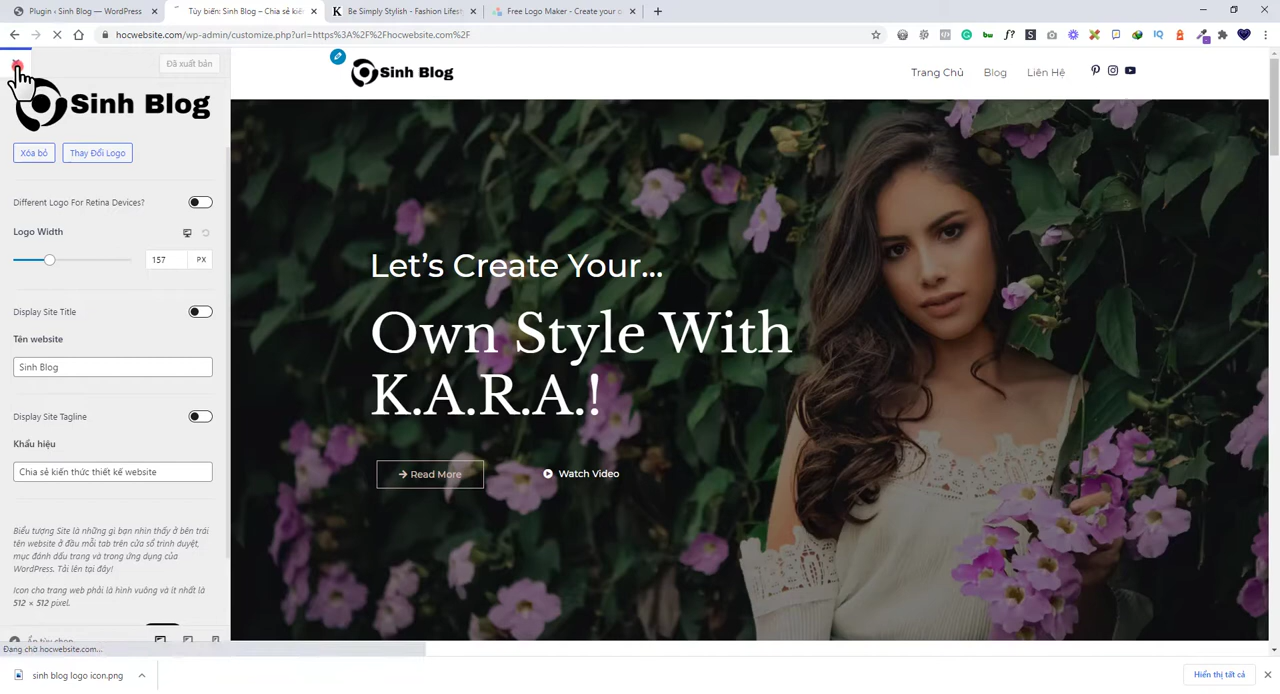 Plugin ‹ Sinh Blog — WordPress
Tùy biến: Sinh Blog – Chia sẻ kiế
Be Simply Stylish - Fashion Lifest
Free Logo Maker - Create your o
hocwebsite.com/wp-admin/customize.php?url=https%3A%2F%2Fhocwebsite.com%2F
Đã xuất bản
Sinh Blog
Xóa bỏ
Thay Đổi Logo
Different Logo For Retina Devices?
Logo Width
157
PX
Display Site Title
Tên website
Sinh Blog
Display Site Tagline
Khẩu hiệu
Chia sẻ kiến thức thiết kế website
Biểu tượng Site là những gì bạn nhìn thấy ở bên trái
tên website ở đầu mỗi tab trên cửa sổ trình duyệt,
mục đánh dấu trang và trong ứng dụng của
WordPress. Tải lên tại đây!
Icon cho trang web phải là hình vuông và ít nhất là
512 × 512 pixel.
Ẩn tùy chọn
Đang chờ hocwebsite.com...
Sinh Blog
Trang Chủ
Blog
Liên Hệ
Let's Create Your...
Own Style With
K.A.R.A.!
Read More
Watch Video
sinh blog logo icon.png
Hiển thị tất cả